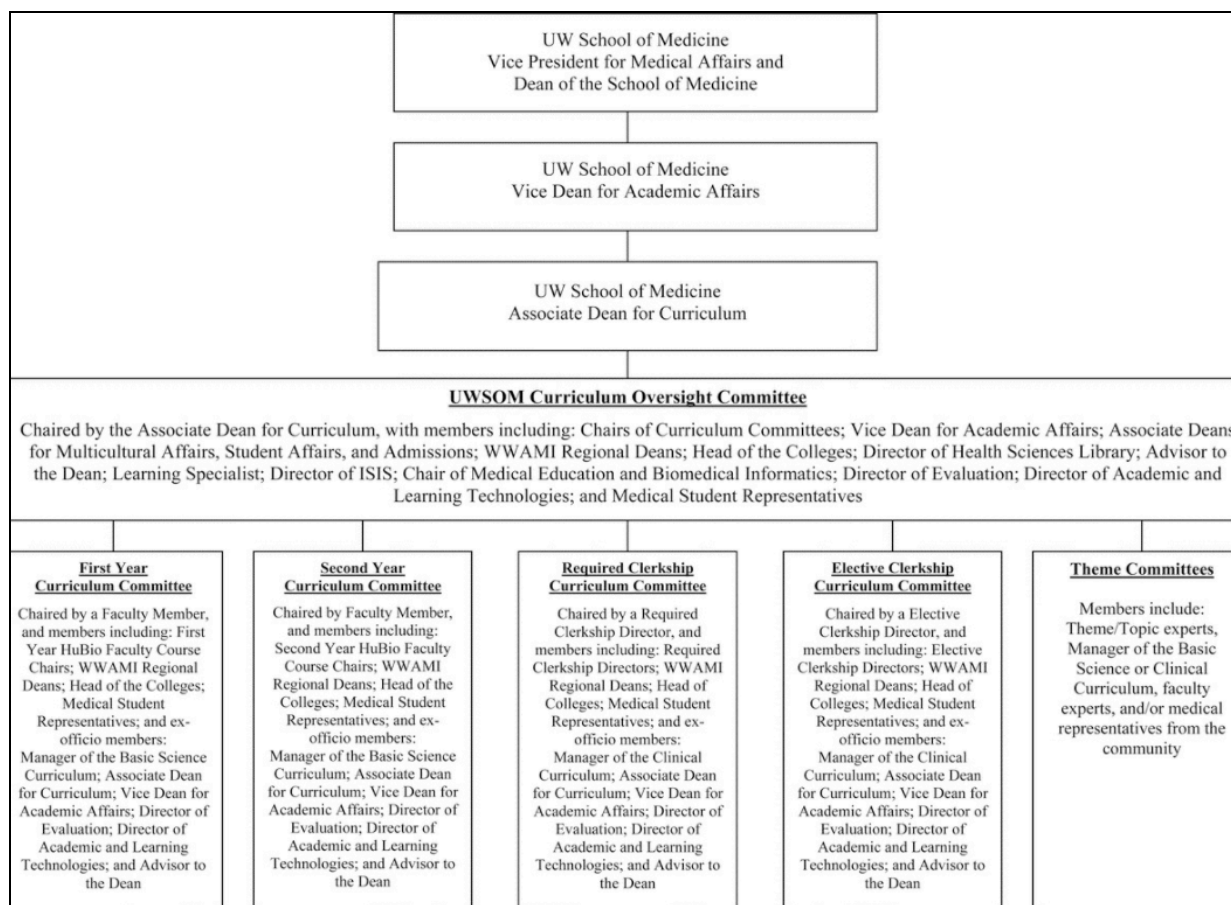 UW School of Medicine
Vice President for Medical Affairs and
Dean of the School of Medicine
UW School of Medicine
Vice Dean for Academic Affairs
UW School of Medicine
Associate Dean for Curriculum
UWSOM Curriculum Oversight Committee
Chaired by the Associate Dean for Curriculum, with members including: Chairs of Curriculum Committees; Vice Dean for Academic Affairs; Associate Deans
for Multicultural Affairs, Student Affairs, and Admissions; WWAMI Regional Deans; Head of the Colleges; Director of Health Sciences Library; Advisor to
the Dean; Learning Specialist; Director of ISIS; Chair of Medical Education and Biomedical Informatics; Director of Evaluation; Director of Academic and
Learning Technologies; and Medical Student Representatives
First Year
Curriculum Committee
Chaired by a Faculty Member,
and members including: First
Year HuBio Faculty Course
Chairs; WWAMI Regional
Deans; Head of the Colleges;
Medical Student
Representatives; and ex-
officio members:
Manager of the Basic Science
Curriculum; Associate Dean
for Curriculum; Vice Dean for
Academic Affairs; Director of
Evaluation; Director of
Academic and Learning
Technologies; and Advisor to
the Dean
Second Year
Curriculum Committee
Chaired by Faculty Member,
and members including:
Second Year HuBio Faculty
Course Chairs; WWAMI
Regional Deans; Head of the
Colleges; Medical Student
Representatives; and ex-
officio members:
Manager of the Basic Science
Curriculum; Associate Dean
for Curriculum; Vice Dean for
Academic Affairs; Director of
Evaluation; Director of
Academic and Learning
Technologies; and Advisor to
the Dean
Required Clerkship
Curriculum Committee
Chaired by a Required
Clerkship Director, and
members including: Required
Clerkship Directors; WWAMI
Regional Deans; Head of
Colleges; Medical Student
Representatives; and ex-
officio members:
Manager of the Clinical
Curriculum; Associate Dean
for Curriculum; Vice Dean for
Academic Affairs; Director of
Evaluation; Director of
Academic and Learning
Technologies; and Advisor to
the Dean
Elective Clerkship
Curriculum Committee
Chaired by a Elective
Clerkship Director, and
members including: Elective
Clerkship Directors; WWAMI
Regional Deans; Head of
Colleges; Medical Student
Representatives; and ex-
officio members:
Manager of the Clinical
Curriculum; Associate Dean
for Curriculum; Vice Dean for
Academic Affairs; Director of
Evaluation; Director of
Academic and Learning
Technologies; and Advisor to
the Dean
Theme Committees
Members include:
Theme/Topic experts,
Manager of the Basic
Science or Clinical
Curriculum, faculty
experts, and/or medical
representatives from the
community